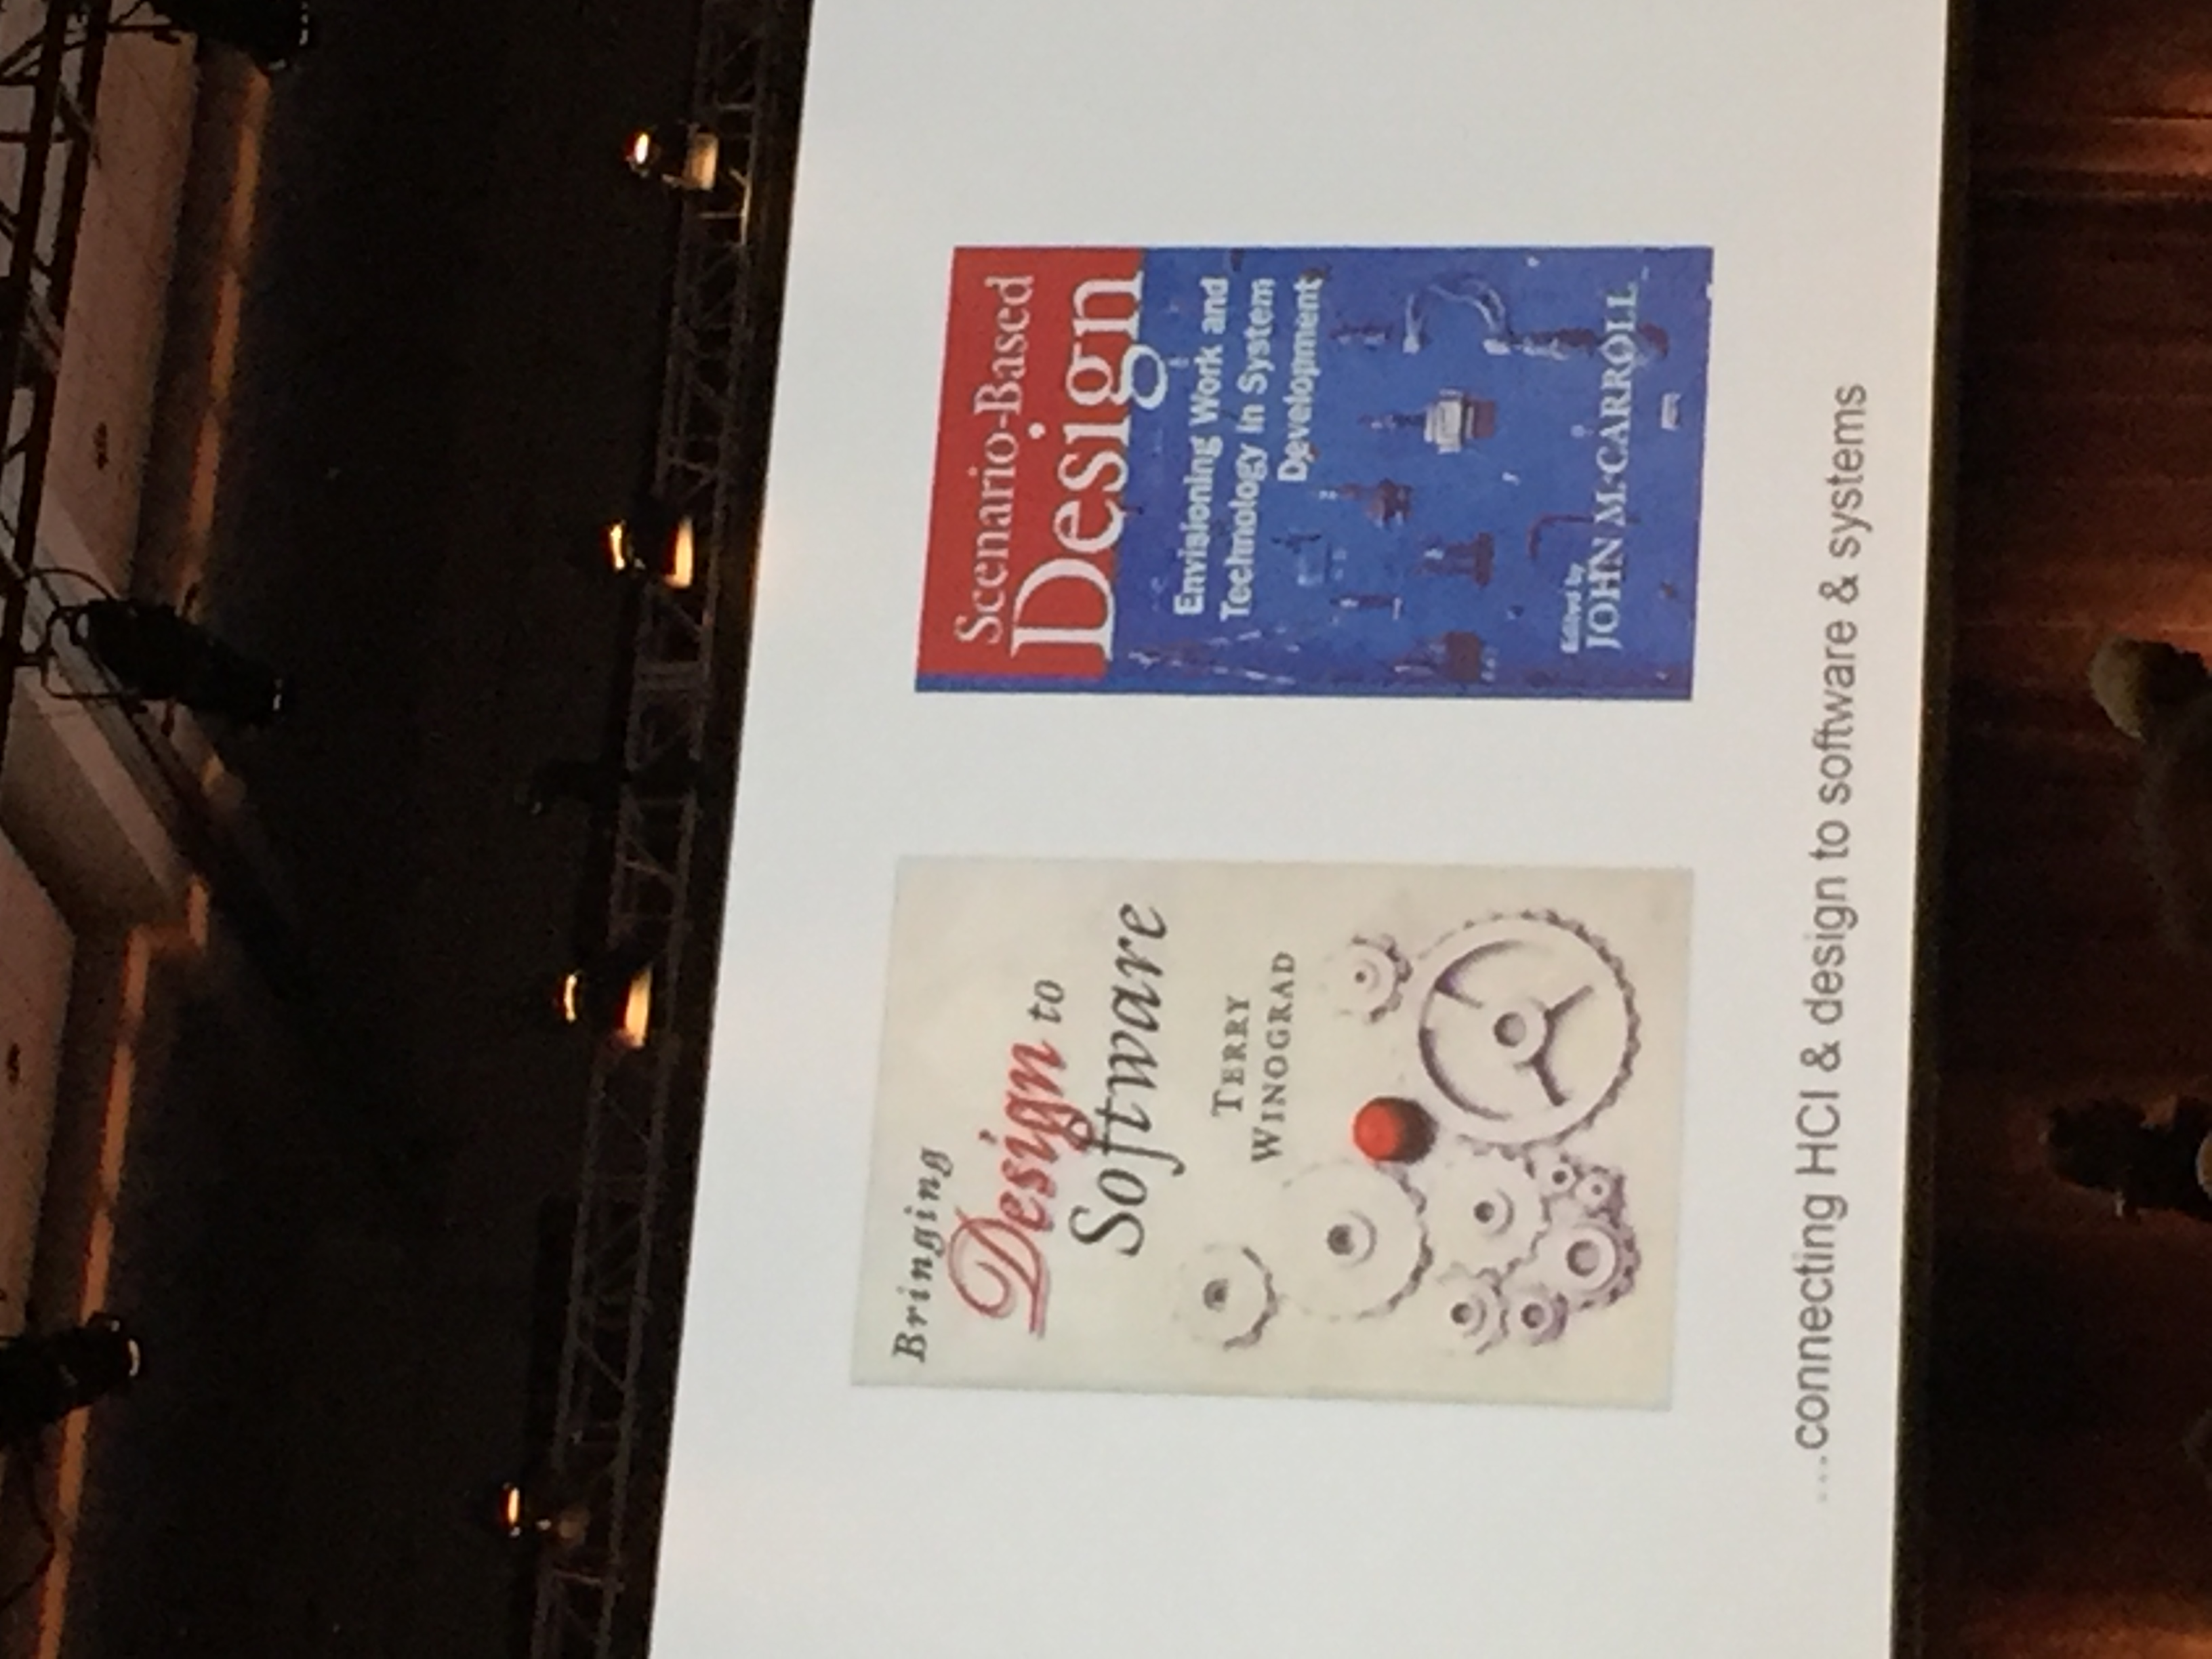 Bringing
Design to
Software
TERRY
WINOGRAD
Scenario-Based
Design
Envisioning Work and
Technology in System
Development
Edited by
JOHN M. CARROLL
...connecting HCI & design to software & systems